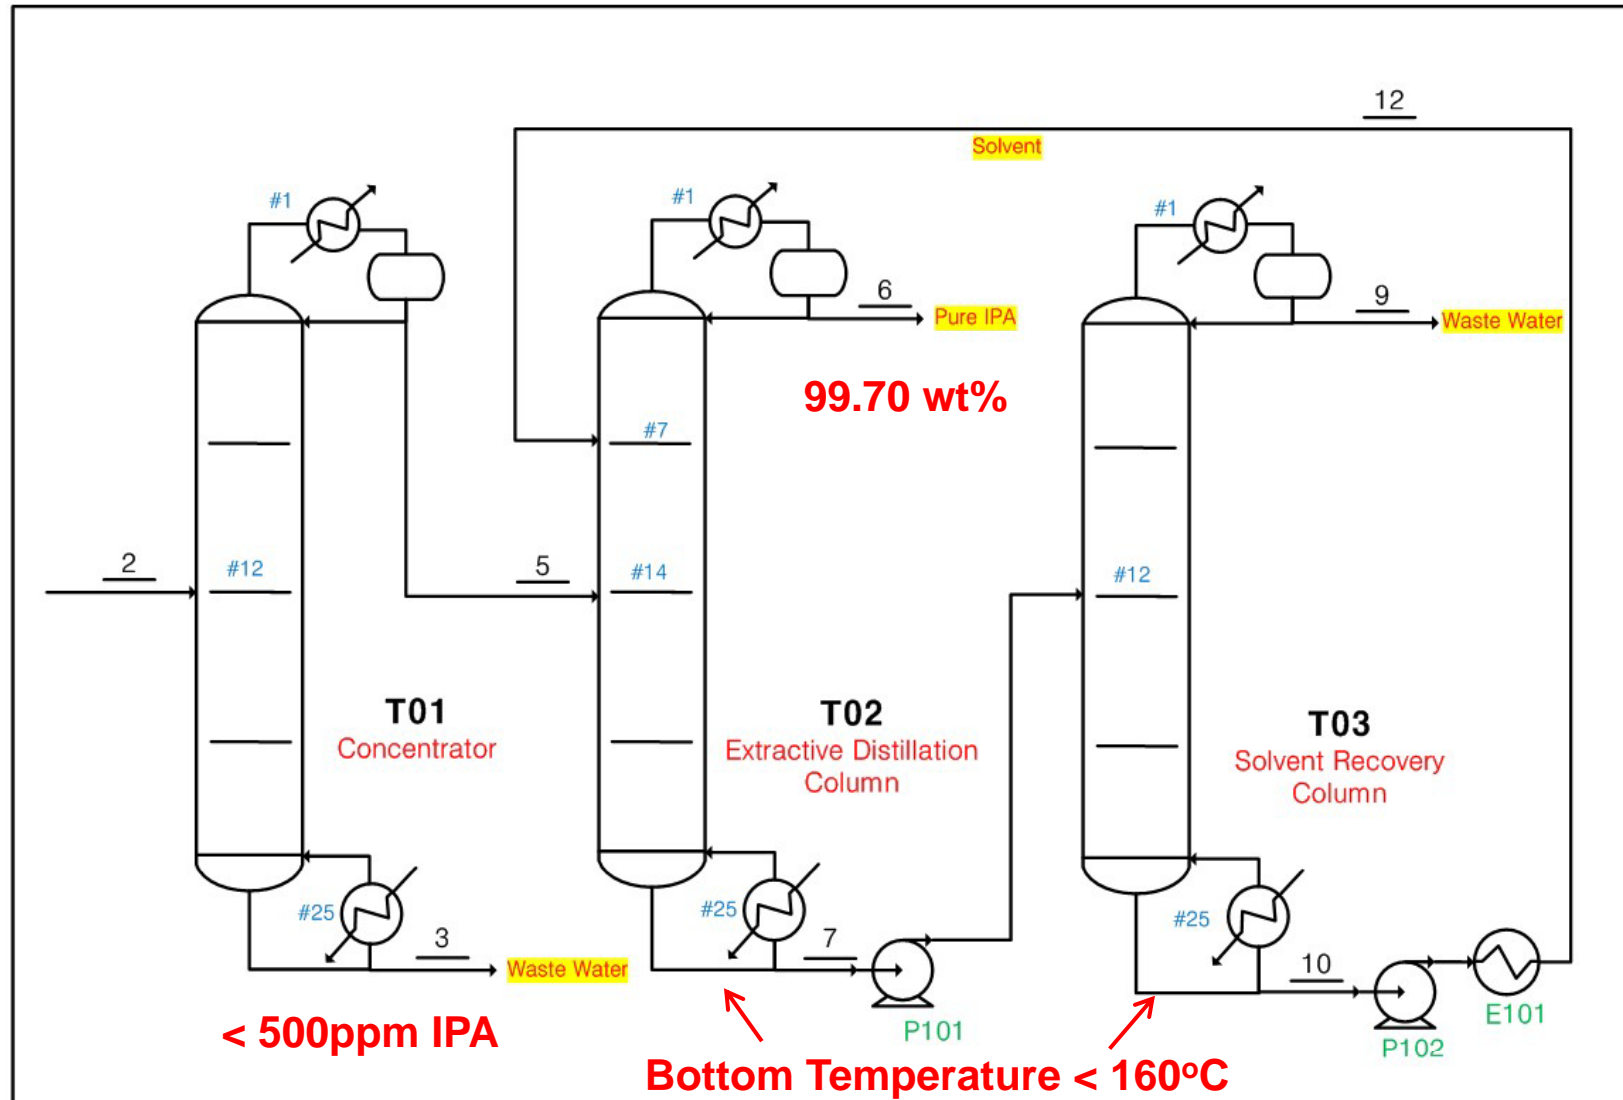 12
Solvent
#1
#1
#1
6
Pure IPA
9
Waste Water
99.70 wt%
#7
2
#12
5
#14
#12
T01
Concentrator
T02
Extractive Distillation
Column
T03
Solvent Recovery
Column
#25
3
Waste Water
#25
7
P101
#25
10
P102
E101
< 500ppm IPA
Bottom Temperature < 160°C